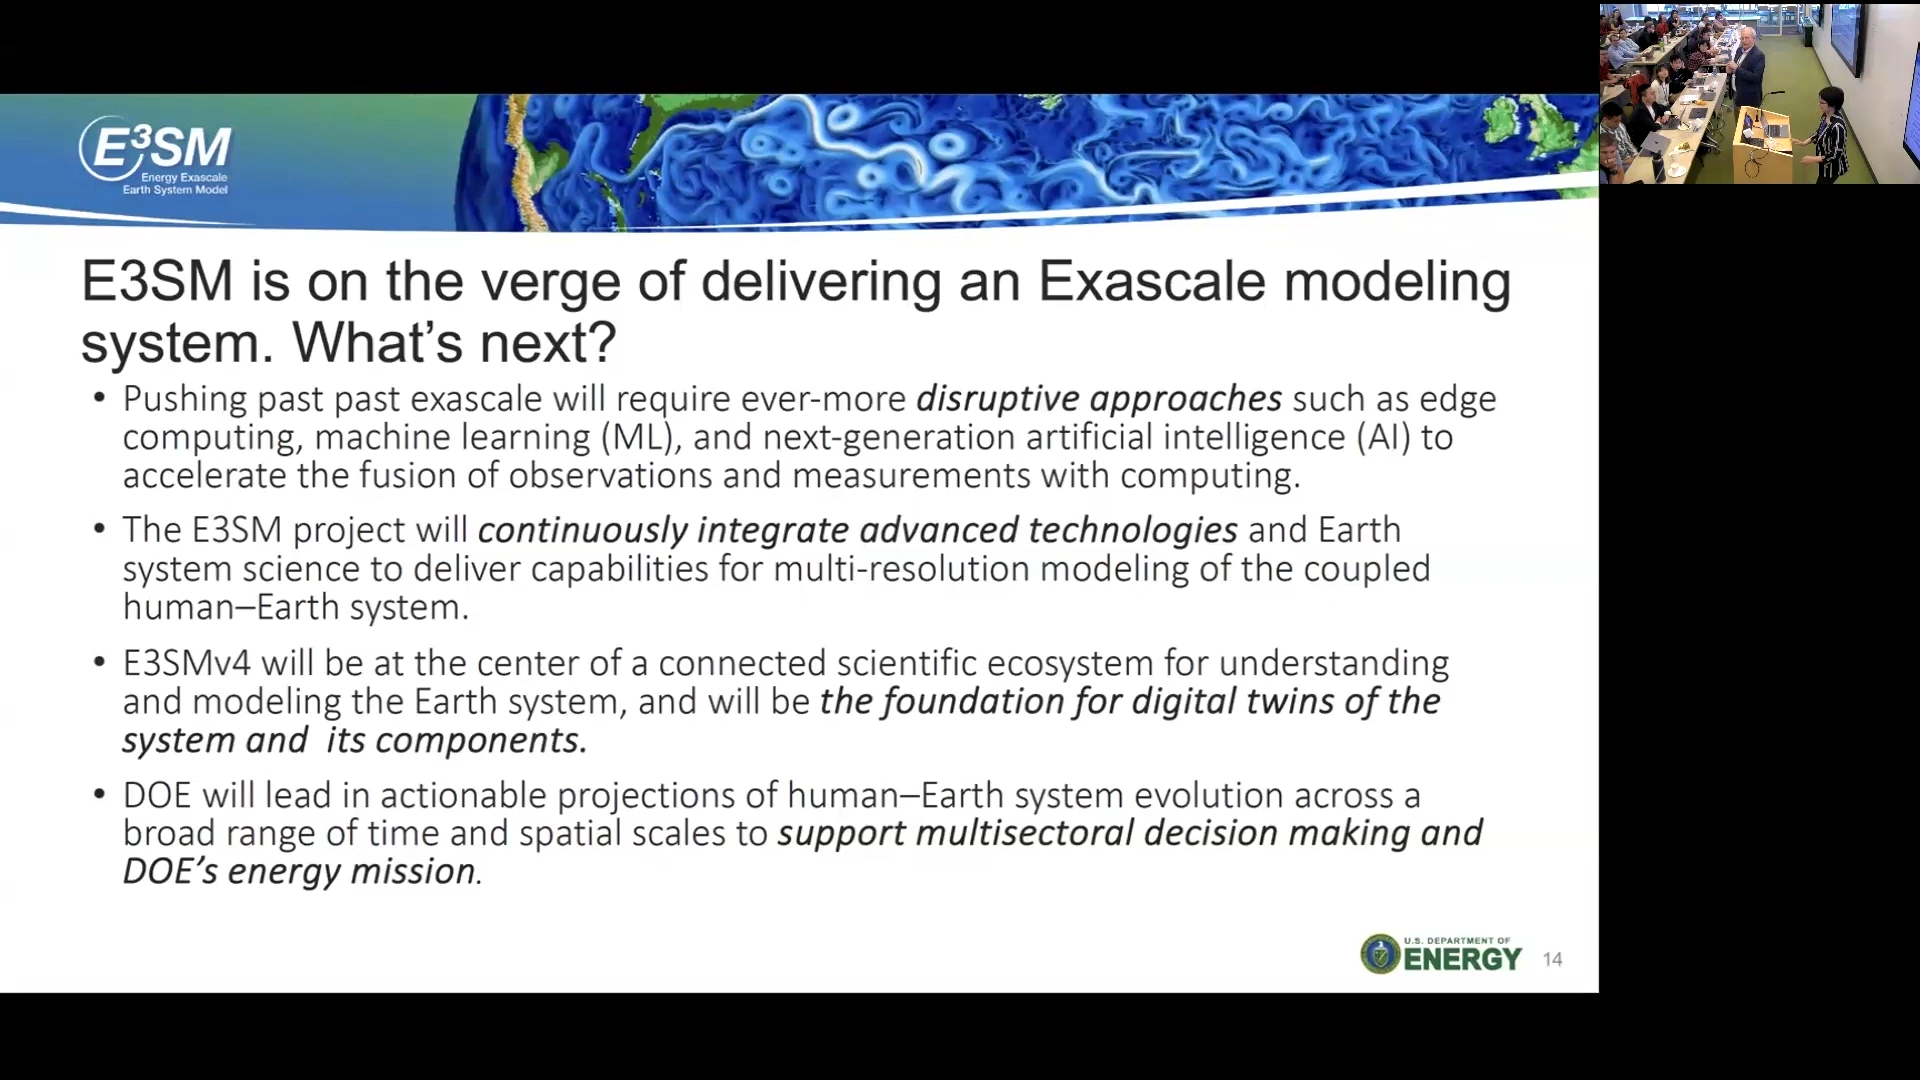 E³SM
Energy Exascale
Earth System Model
E3SM is on the verge of delivering an Exascale modeling
system. What’s next?
• Pushing past past exascale will require ever-more disruptive approaches such as edge
computing, machine learning (ML), and next-generation artificial intelligence (AI) to
accelerate the fusion of observations and measurements with computing.
• The E3SM project will continuously integrate advanced technologies and Earth
system science to deliver capabilities for multi-resolution modeling of the coupled
human–Earth system.
• E3SMv4 will be at the center of a connected scientific ecosystem for understanding
and modeling the Earth system, and will be the foundation for digital twins of the
system and  its components.
• DOE will lead in actionable projections of human–Earth system evolution across a
broad range of time and spatial scales to support multisectoral decision making and
DOE’s energy mission.
U.S. DEPARTMENT OF
ENERGY
14